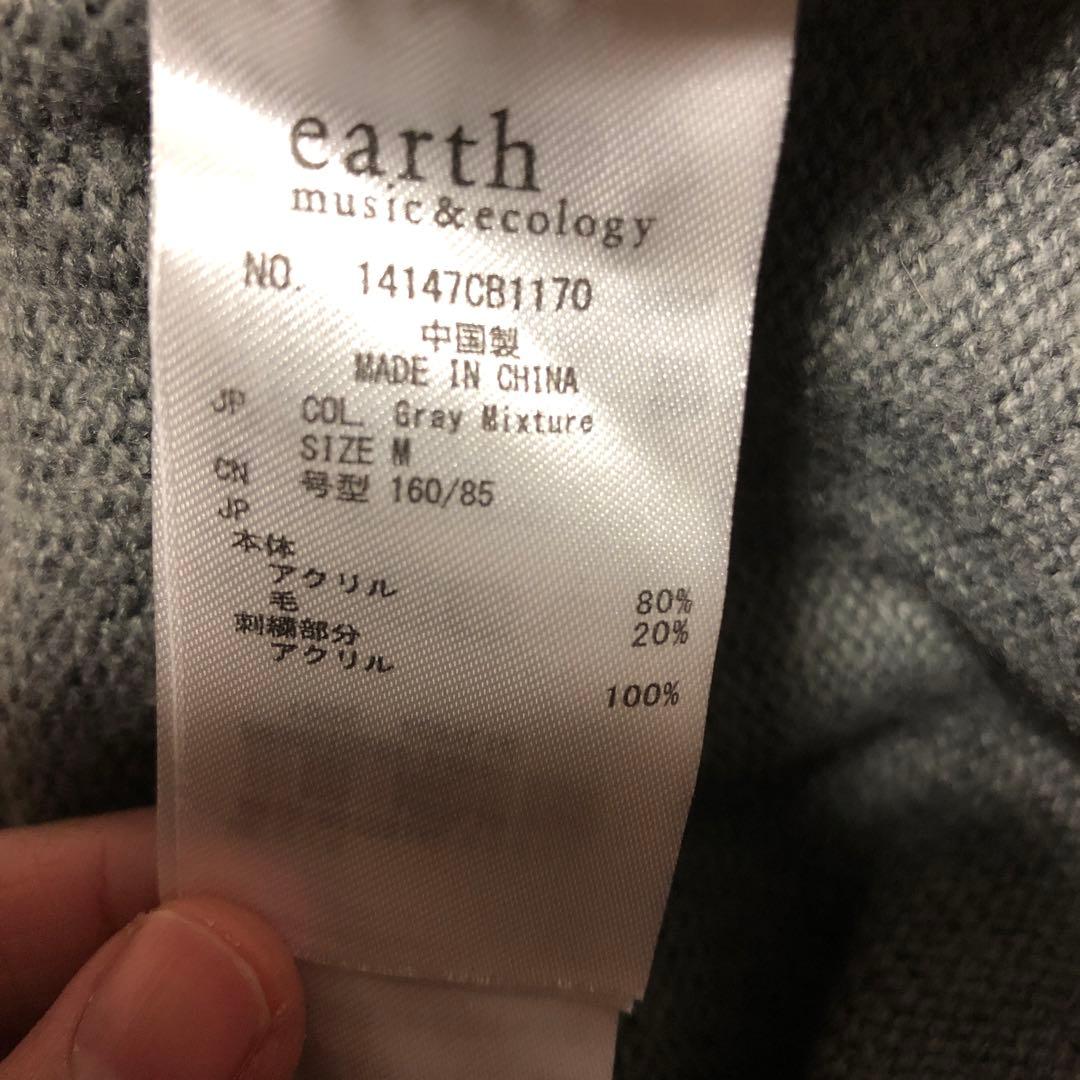 earth
music&ecology
NO. 14147CB1170
中国製
MADE IN CHINA
JP COL. Gray Mixture
SIZE M
CN 号型 160/85
JP
本体
アクリル 80%
毛 20%
刺繍部分
アクリル 100%